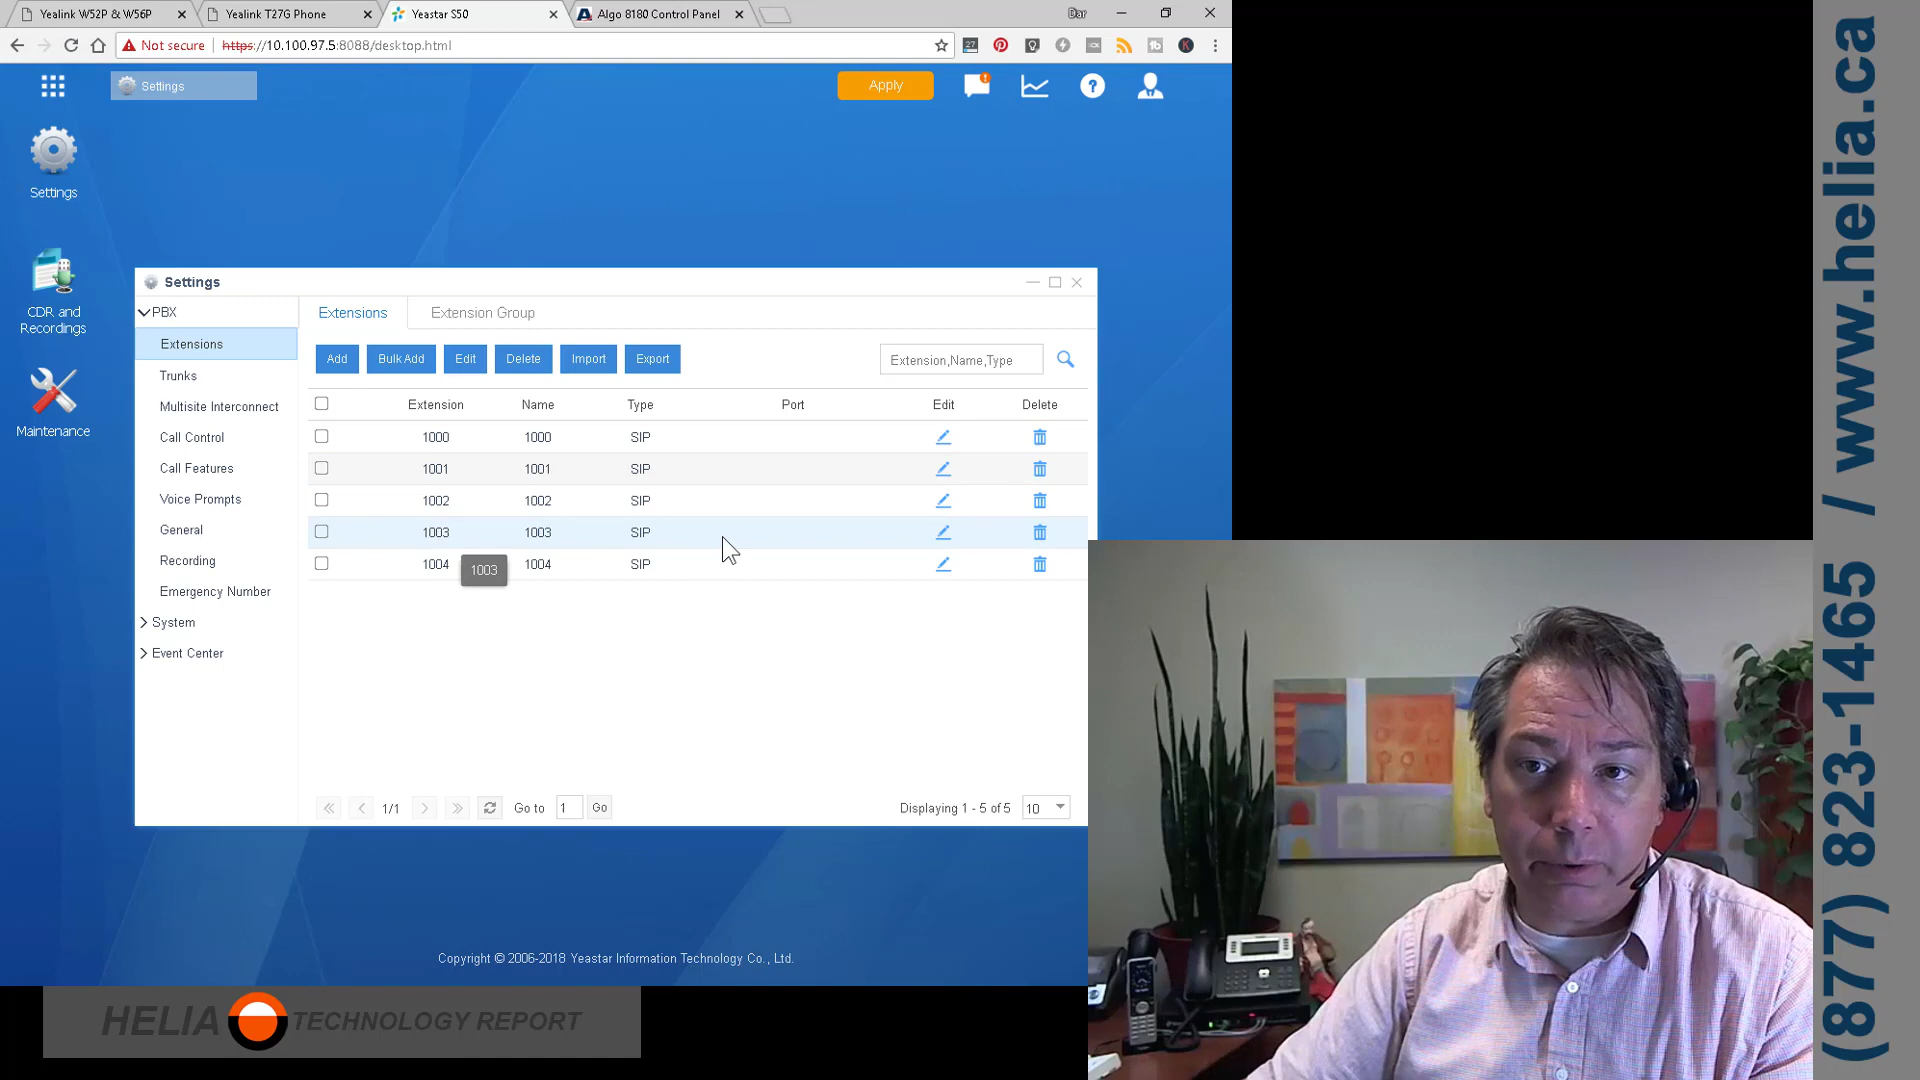 Yealink W52P & W56P
Yealink T27G Phone
Yeastar S50
Algo 8180 Control Panel
Dar
Not secure
https://10.100.97.5:8088/desktop.html
27
Settings
Apply
Settings
CDR and
Recordings
Maintenance
Settings
PBX
Extensions
Trunks
Multisite Interconnect
Call Control
Call Features
Voice Prompts
General
Recording
Emergency Number
System
Event Center
Extensions
Extension Group
Add
Bulk Add
Edit
Delete
Import
Export
Extension,Name,Type
Extension Name Type Port Edit Delete
1000 1000 SIP
1001 1001 SIP
1002 1002 SIP
1003 1003 SIP
1004 1004 SIP
1003
1/1
Go to 1 Go
Displaying 1 - 5 of 5 10
Copyright © 2006-2018 Yeastar Information Technology Co., Ltd.
HELIA TECHNOLOGY REPORT
(877) 823-1465 / www.helia.ca